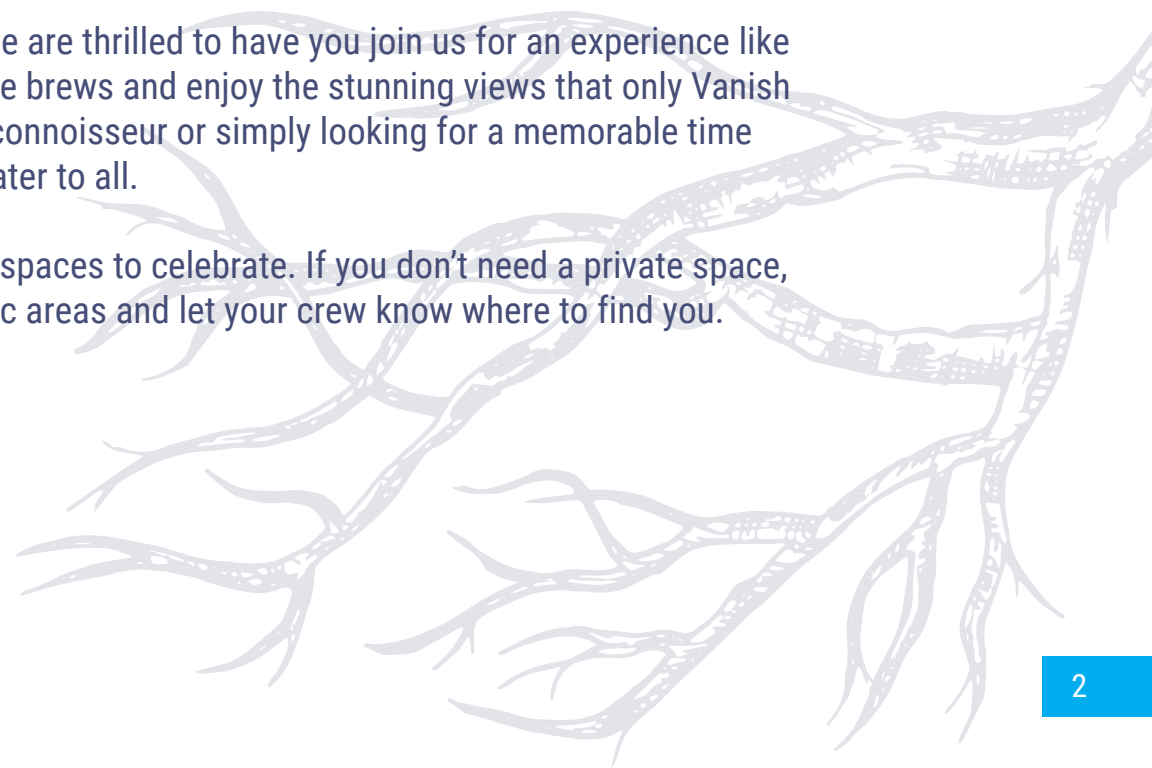 e are thrilled to have you join us for an experience like
e brews and enjoy the stunning views that only Vanish
connoisseur or simply looking for a memorable time
ater to all.
spaces to celebrate. If you don’t need a private space,
c areas and let your crew know where to find you.
2